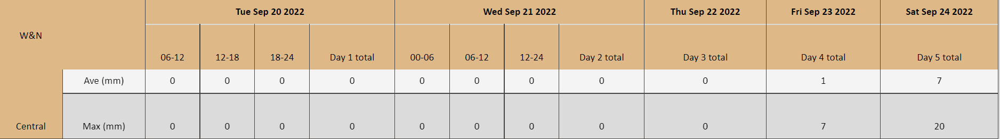 Tue Sep 20 2022 Wed Sep 21 2022 Thu Sep 22 2022 Fri Sep 23 2022 Sat Sep 24 2022
W&N
06-12 12-18 18-24 Day 1 total 00-06 06-12 12-24 Day 2 total Day 3 total Day 4 total Day 5 total
Ave (mm) 0 0 0 0 0 0 0 0 0 1 7
Central Max (mm) 0 0 0 0 0 0 0 0 0 7 20